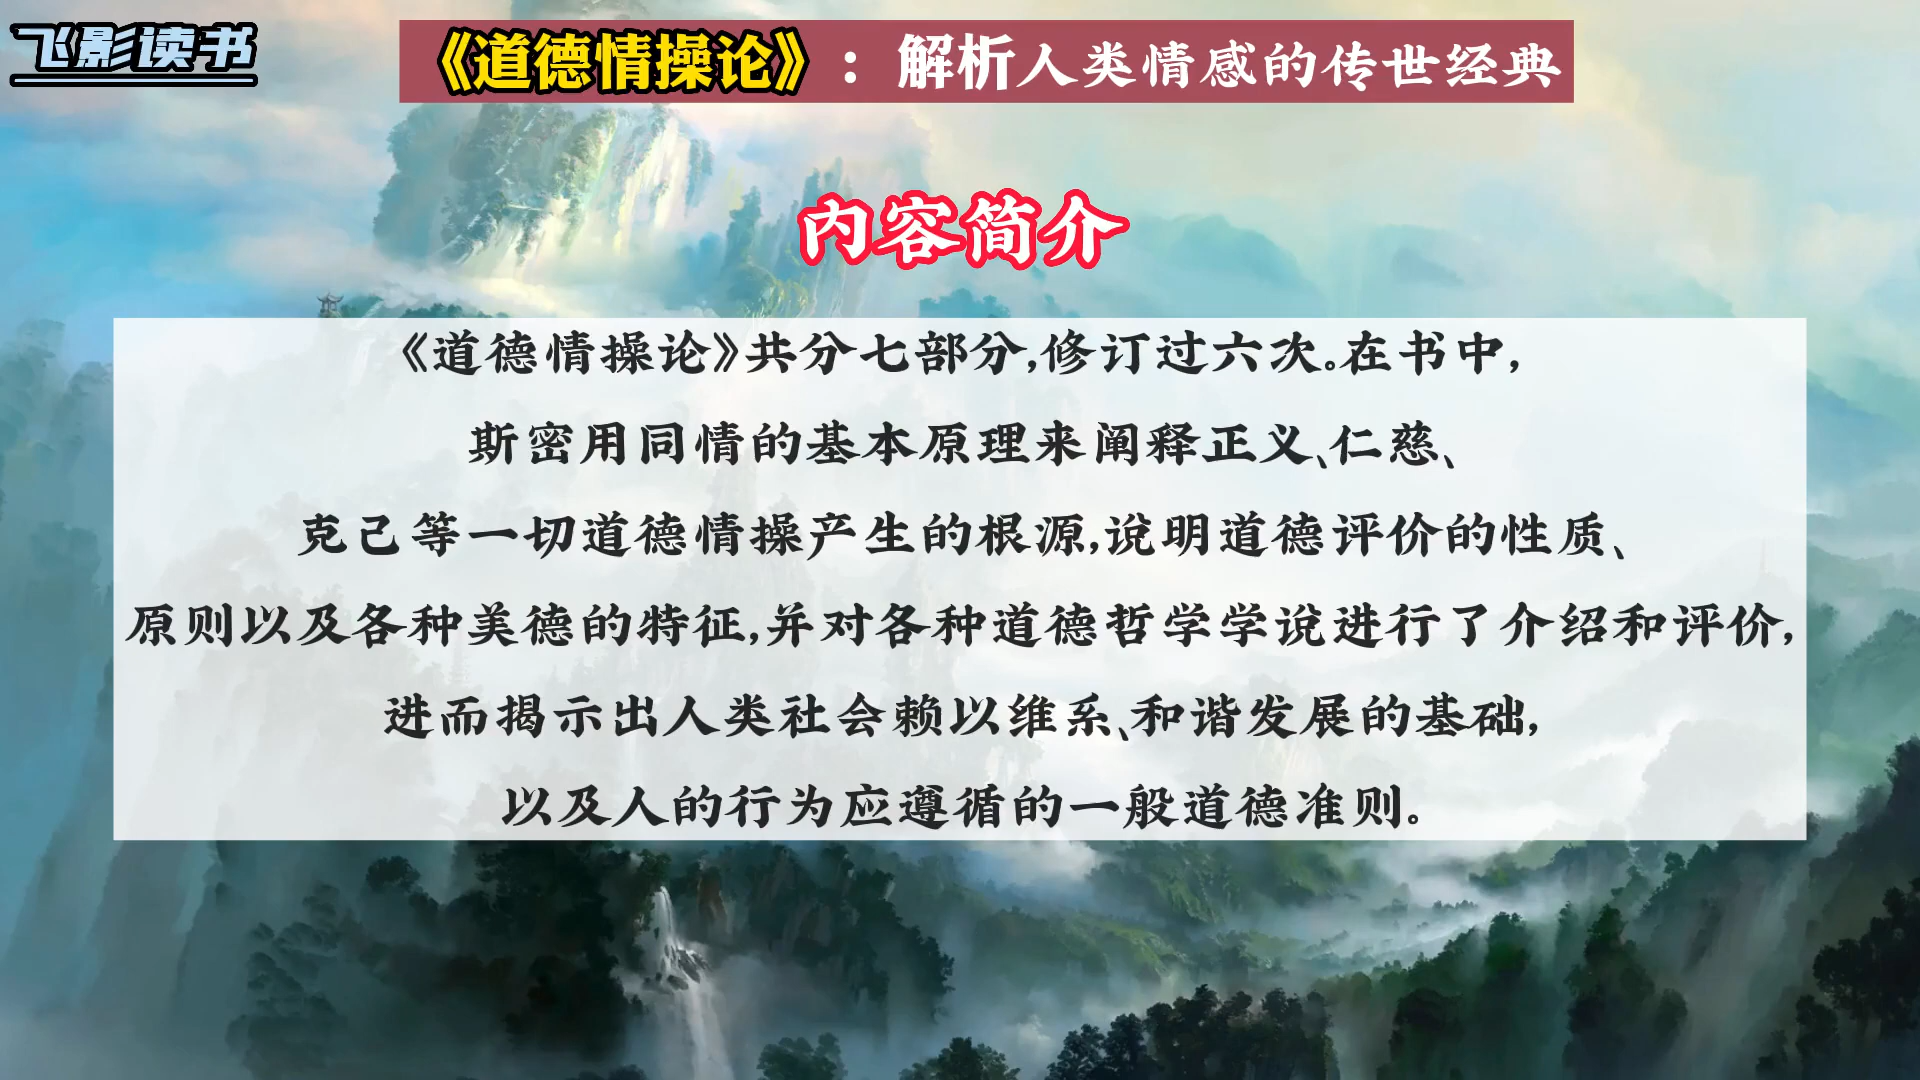 飞影读书
《道德情操论》：解析人类情感的传世经典
内容简介
《道德情操论》共分七部分,修订过六次。在书中,
斯密用同情的基本原理来阐释正义、仁慈、
克己等一切道德情操产生的根源,说明道德评价的性质、
原则以及各种美德的特征,并对各种道德哲学学说进行了介绍和评价,
进而揭示出人类社会赖以维系、和谐发展的基础,
以及人的行为应遵循的一般道德准则。